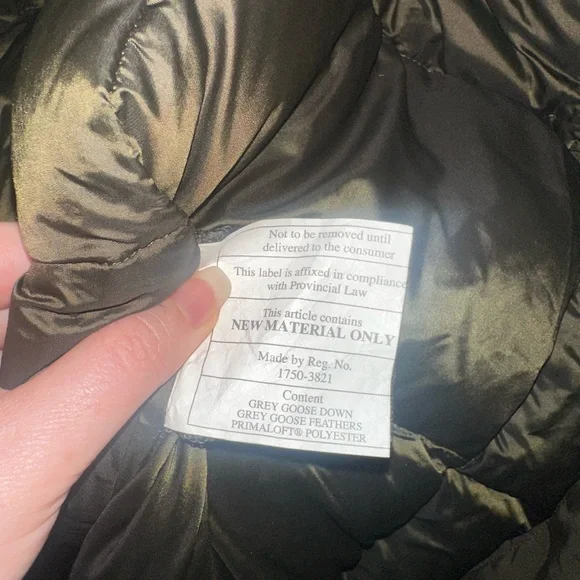 Not to be removed until
delivered to the consumer
This label is affixed in compliance
with Provincial Law
This article contains
NEW MATERIAL ONLY
Made by Reg. No.
1750-3821
Content
GREY GOOSE DOWN
GREY GOOSE FEATHERS
PRIMALOFT® POLYESTER